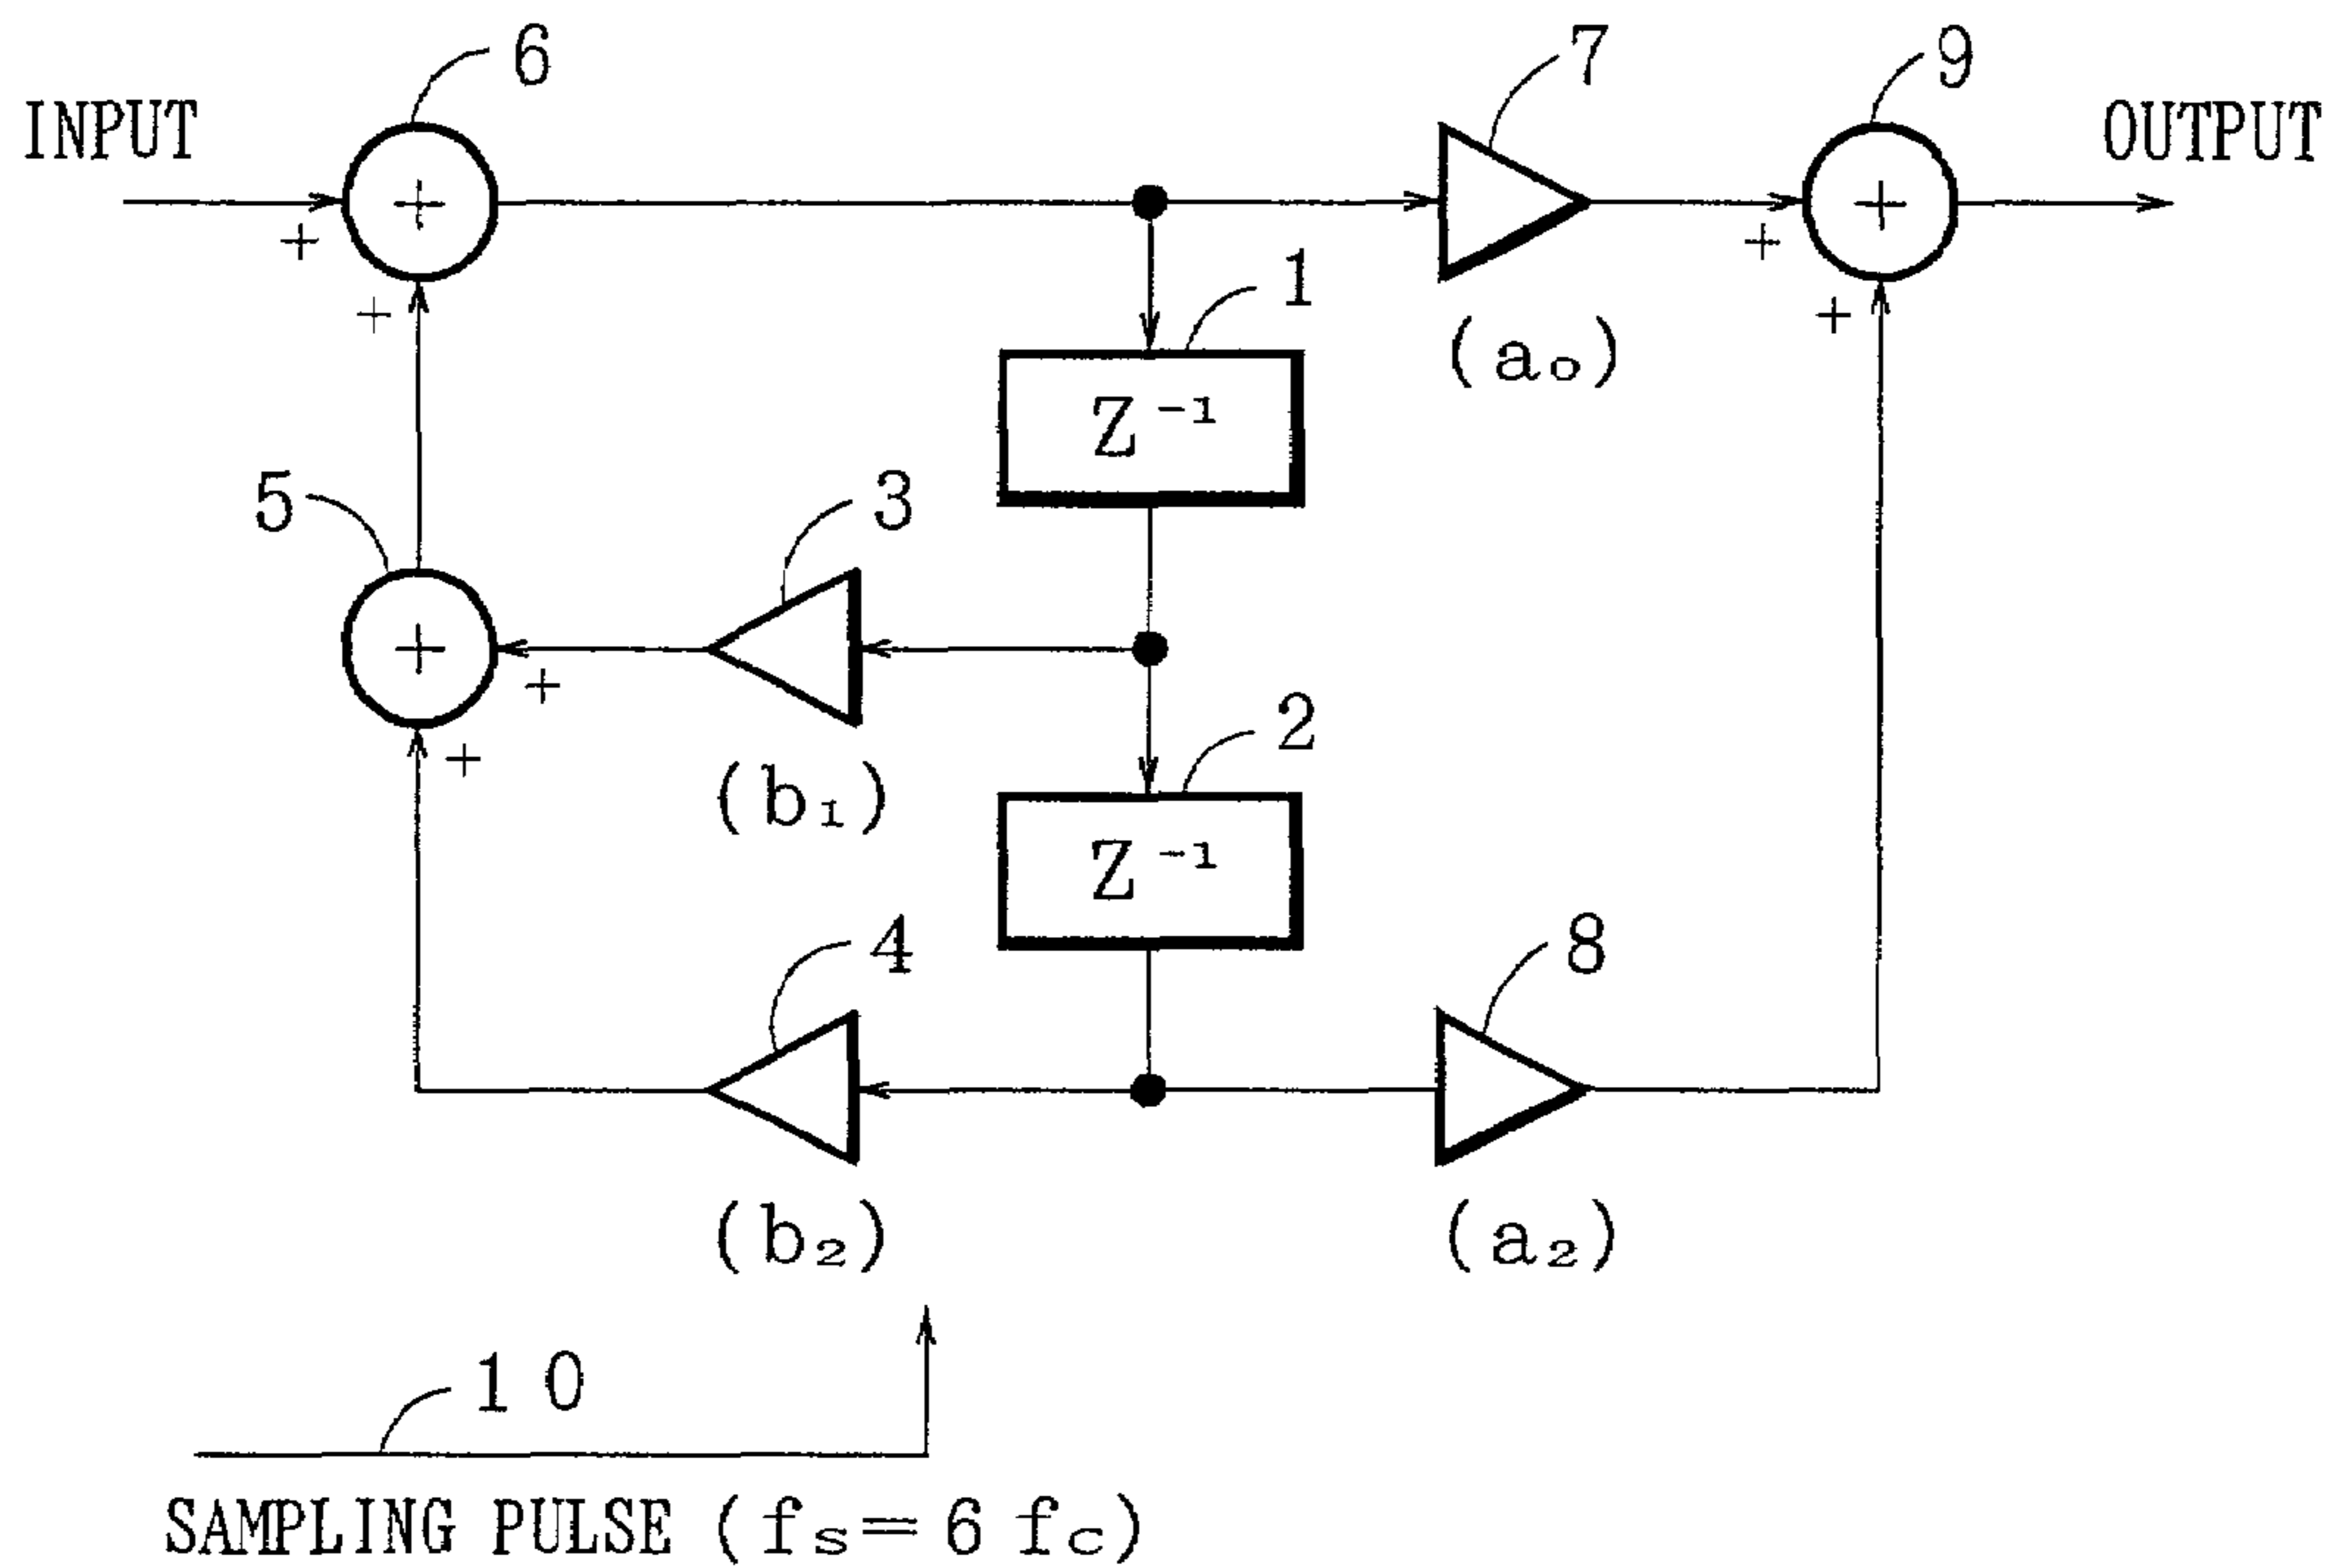 6
7
9
INPUT
OUTPUT
+
+
+
+
+
+
1
(a₀)
Z⁻¹
5
3
+
+
+
2
(b₁)
Z⁻¹
4
8
(b₂)
(a₂)
10
SAMPLING PULSE (fs=6fc)